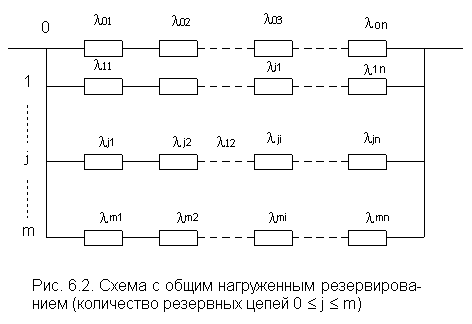 0 λ01 λ02 λ03 λon
1 λ11 λj1 λ1n
j λj1 λj2 λ12 λji λjn
m λm1 λm2 λmi λmn
Рис. 6.2. Схема с общим нагруженным резервирова-
нием (количество резервных цепей 0 ≤ j ≤ m)